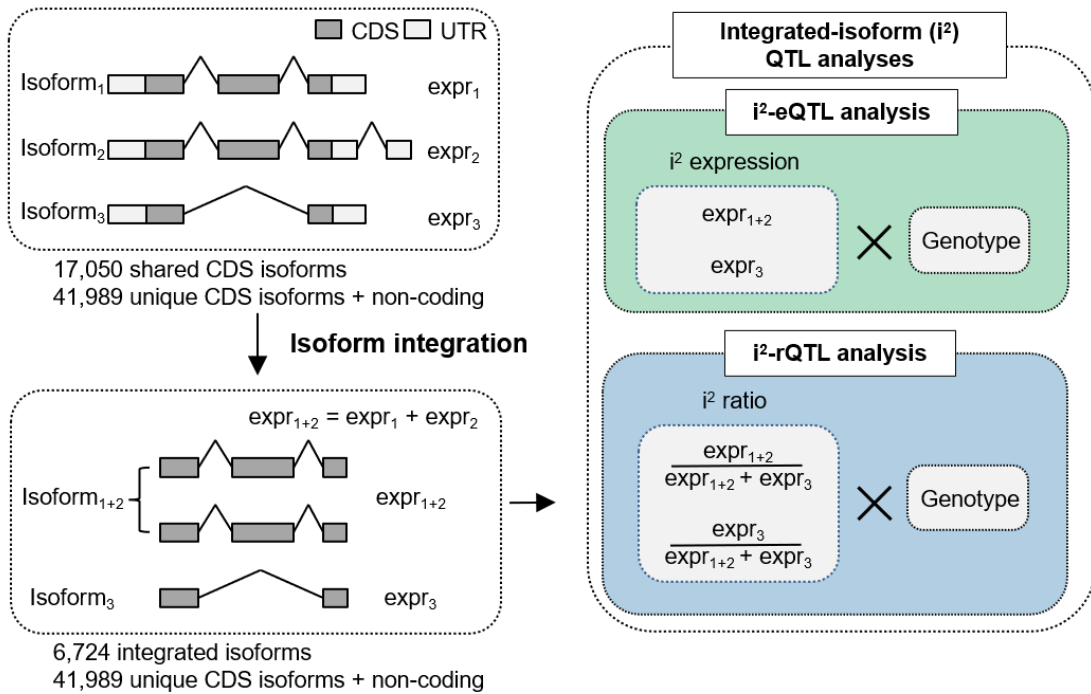 CDS UTR
Isoform₁ expr₁
Isoform₂ expr₂
Isoform₃ expr₃
17,050 shared CDS isoforms
41,989 unique CDS isoforms + non-coding
Isoform integration
expr₁₊₂ = expr₁ + expr₂
Isoform₁₊₂ expr₁₊₂
Isoform₃ expr₃
6,724 integrated isoforms
41,989 unique CDS isoforms + non-coding
Integrated-isoform (i²)
QTL analyses
i²-eQTL analysis
i² expression
expr₁₊₂
expr₃
Genotype
i²-rQTL analysis
i² ratio
expr₁₊₂
expr₁₊₂ + expr₃
expr₃
expr₁₊₂ + expr₃
Genotype